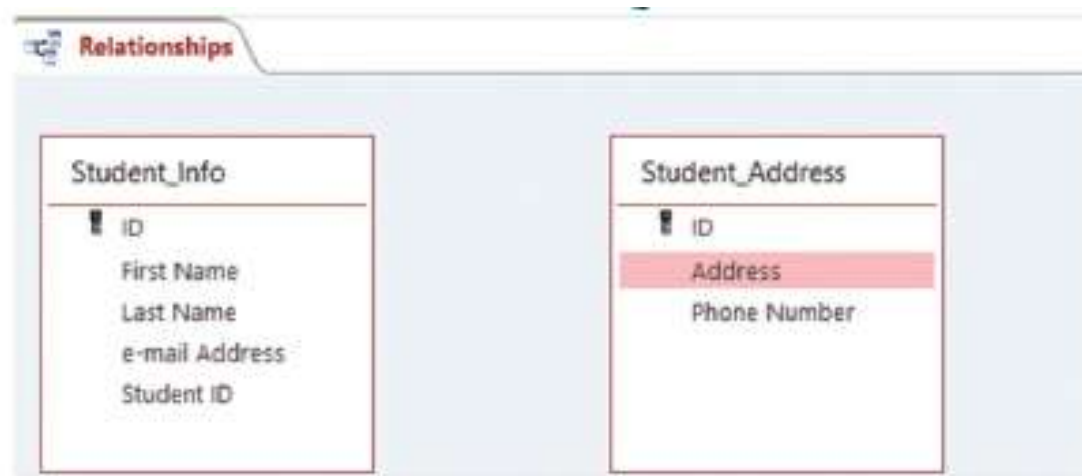 Relationships
Student_Info
ID
First Name
Last Name
e-mail Address
Student ID
Student_Address
ID
Address
Phone Number